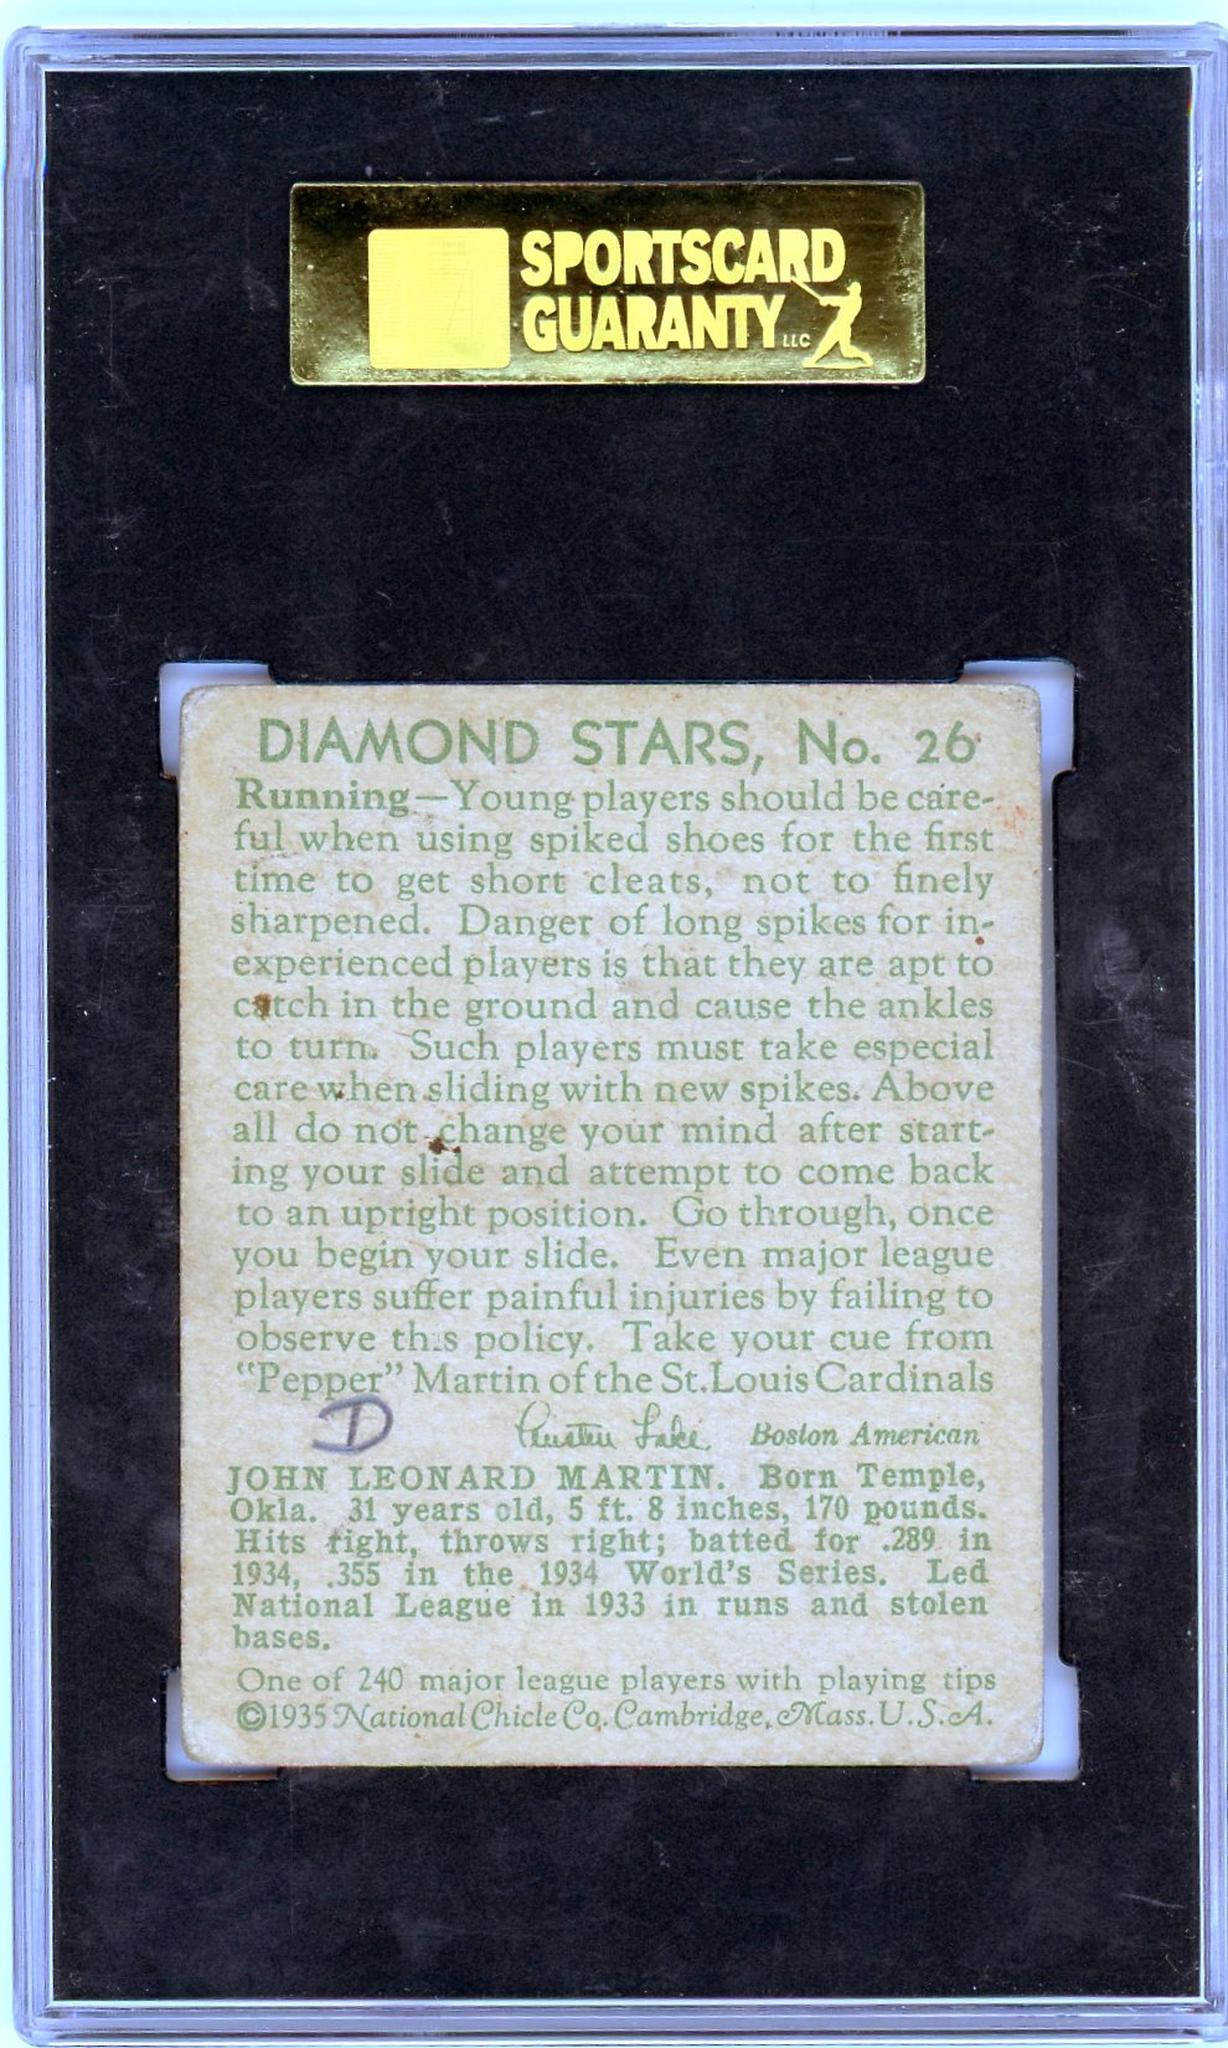 SPORTSCARD
GUARANTY LLC
DIAMOND STARS, No. 26
Running—Young players should be care-
ful when using spiked shoes for the first
time to get short cleats, not to finely
sharpened. Danger of long spikes for in-
experienced players is that they are apt to
catch in the ground and cause the ankles
to turn. Such players must take especial
care when sliding with new spikes. Above
all do not change your mind after start-
ing your slide and attempt to come back
to an upright position. Go through, once
you begin your slide. Even major league
players suffer painful injuries by failing to
observe this policy. Take your cue from
"Pepper" Martin of the St. Louis Cardinals
D
Austen Lake Boston American
JOHN LEONARD MARTIN. Born Temple,
Okla. 31 years old, 5 ft. 8 inches, 170 pounds.
Hits right, throws right; batted for .289 in
1934, .355 in the 1934 World's Series. Led
National League in 1933 in runs and stolen
bases.
One of 240 major league players with playing tips
©1935 National Chicle Co. Cambridge, Mass. U.S.A.